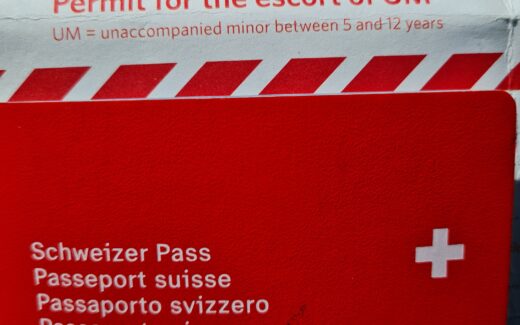 Permit for the escort of UM
UM = unaccompanied minor between 5 and 12 years
Schweizer Pass
Passeport suisse
Passaporto svizzero